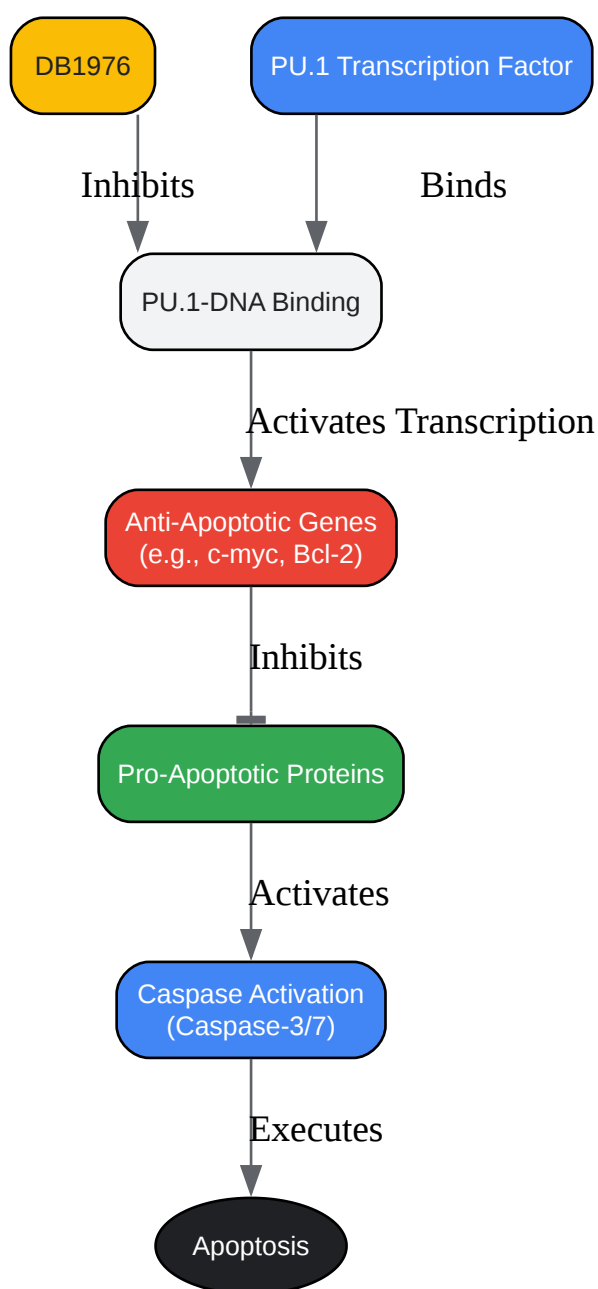 DB1976
PU.1 Transcription Factor
Inhibits
Binds
PU.1-DNA Binding
Activates Transcription
Anti-Apoptotic Genes
(e.g., c-myc, Bcl-2)
Inhibits
Pro-Apoptotic Proteins
Activates
Caspase Activation
(Caspase-3/7)
Executes
Apoptosis